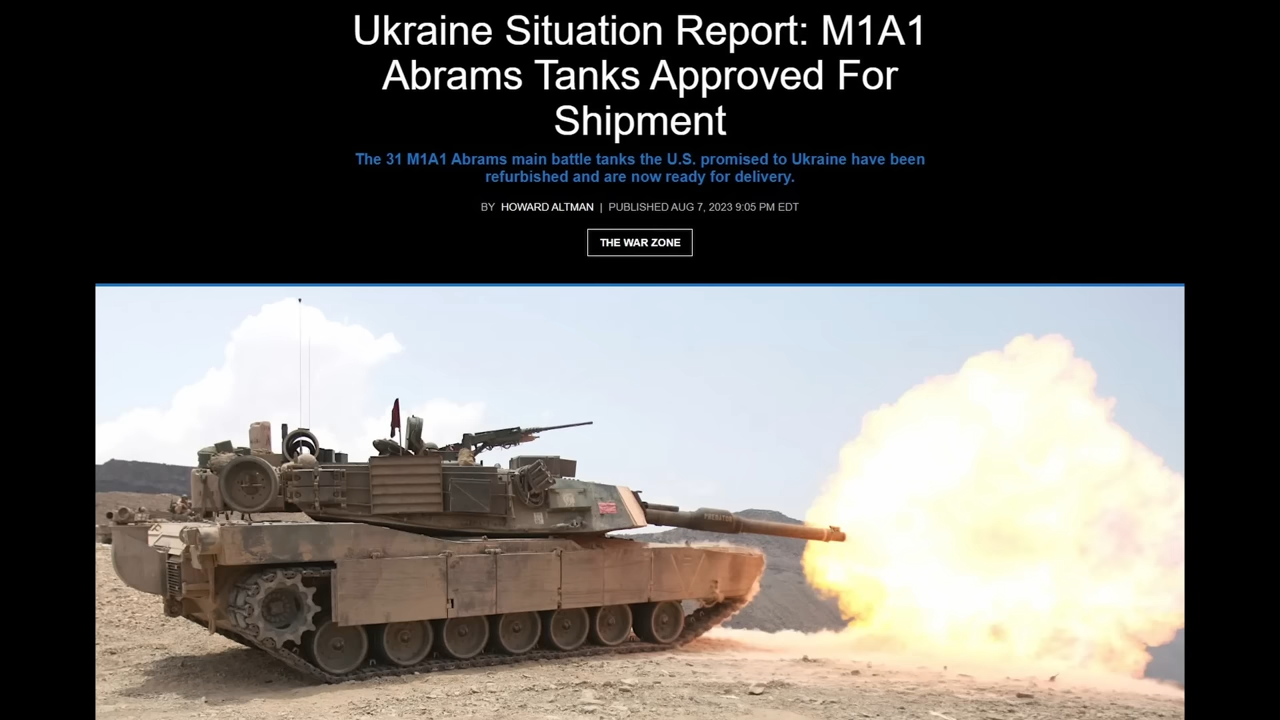 Ukraine Situation Report: M1A1
Abrams Tanks Approved For
Shipment
The 31 M1A1 Abrams main battle tanks the U.S. promised to Ukraine have been
refurbished and are now ready for delivery.
BY HOWARD ALTMAN | PUBLISHED AUG 7, 2023 9:05 PM EDT
THE WAR ZONE
PREDATOR